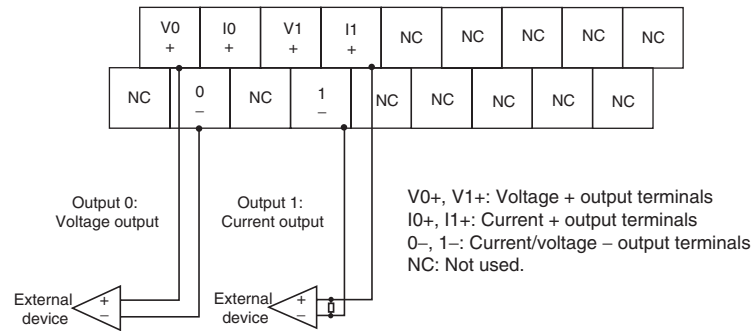 V0 + I0 + V1 + I1 + NC NC NC NC NC
NC 0 – NC 1 – NC NC NC NC NC
Output 0:
Voltage output
Output 1:
Current output
V0+, V1+: Voltage + output terminals
I0+, I1+: Current + output terminals
0–, 1–: Current/voltage – output terminals
NC: Not used.
External
device
+
–
External
device
+
–